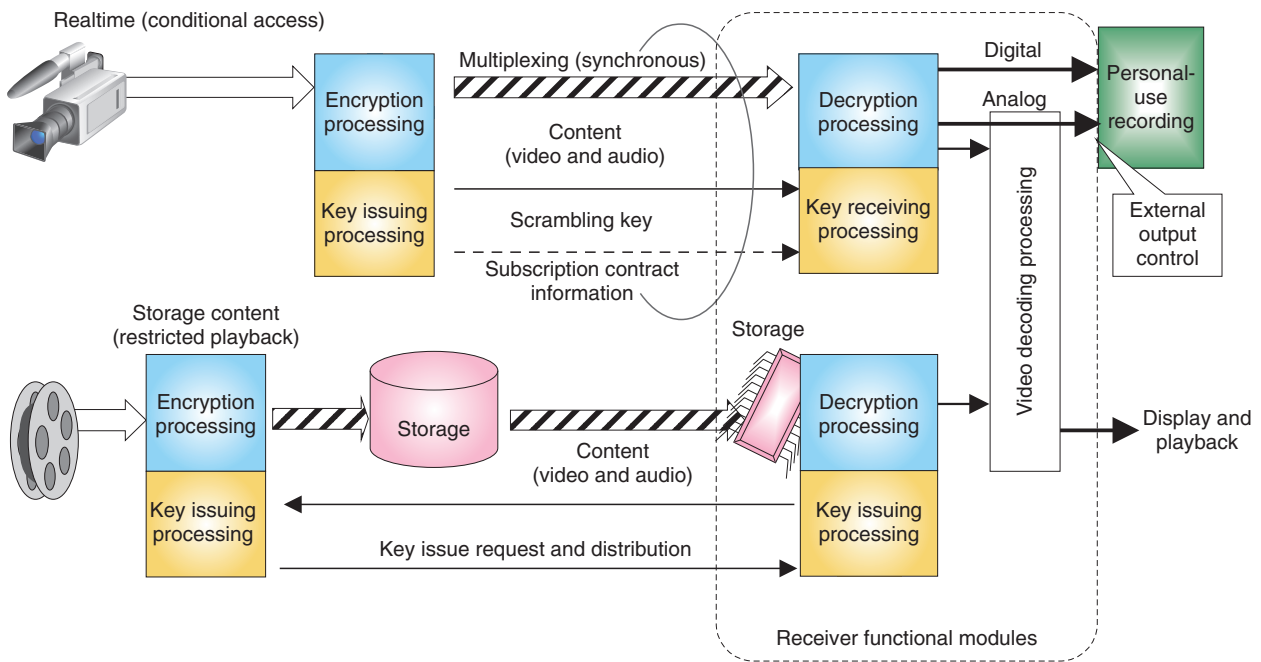 Realtime (conditional access)
Encryption
processing
Key issuing
processing
Multiplexing (synchronous)
Content
(video and audio)
Scrambling key
Subscription contract
information
Decryption
processing
Key receiving
processing
Digital
Analog
Personal-
use
recording
External
output
control
Video decoding processing
Storage content
(restricted playback)
Encryption
processing
Key issuing
processing
Storage
Content
(video and audio)
Key issue request and distribution
Storage
Decryption
processing
Key issuing
processing
Display and
playback
Receiver functional modules